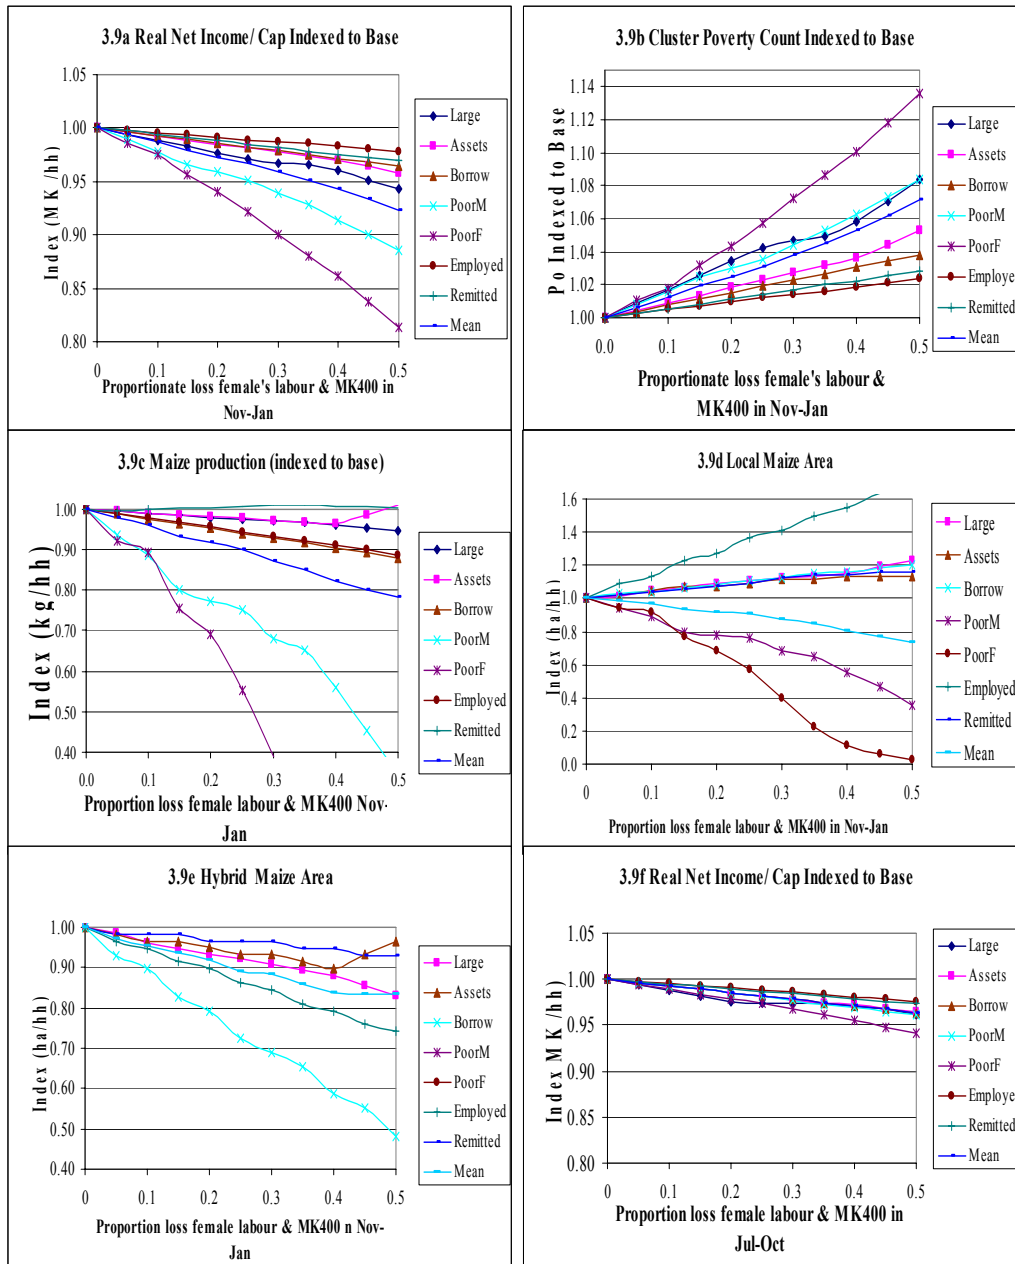 3.9a Real Net Income/ Cap Indexed to Base
1.05
1.00
0.95
0.90
0.85
0.80
Index (MK /hh)
0 0.1 0.2 0.3 0.4 0.5
Proportionate loss female's labour & MK400 in
Nov-Jan
Large
Assets
Borrow
PoorM
PoorF
Employed
Remitted
Mean
3.9b Cluster Poverty Count Indexed to Base
1.14
1.12
1.10
1.08
1.06
1.04
1.02
1.00
Po Indexed to Base
0.0 0.1 0.2 0.3 0.4 0.5
Proportionate loss female's labour &
MK400 in Nov-Jan
Large
Assets
Borrow
PoorM
PoorF
Employe
Remitted
Mean
3.9c Maize production (indexed to base)
1.00
0.90
0.80
0.70
0.60
0.50
0.40
Index (kg/hh)
0.0 0.1 0.2 0.3 0.4 0.5
Proportion loss female labour & MK400 Nov-
Jan
Large
Assets
Borrow
PoorM
PoorF
Employed
Remitted
Mean
3.9d Local Maize Area
1.6
1.4
1.2
1.0
0.8
0.6
0.4
0.2
0.0
Index (ha/hh)
0 0.1 0.2 0.3 0.4 0.5
Proportion loss female labour & MK400 in Nov-Jan
Large
Assets
Borrow
PoorM
PoorF
Employed
Remitted
Mean
3.9e Hybrid Maize Area
1.00
0.90
0.80
0.70
0.60
0.50
0.40
Index (ha/hh)
0 0.1 0.2 0.3 0.4 0.5
Proportion loss female labour & MK400 n Nov-
Jan
Large
Assets
Borrow
PoorM
PoorF
Employed
Remitted
Mean
3.9f Real Net Income/ Cap Indexed to Base
1.05
1.00
0.95
0.90
0.85
0.80
Index MK /hh)
0 0.1 0.2 0.3 0.4 0.5
Proportion loss female labour & MK400 in
Jul-Oct
Large
Assets
Borrow
PoorM
PoorF
Employe
Remitted
Mean